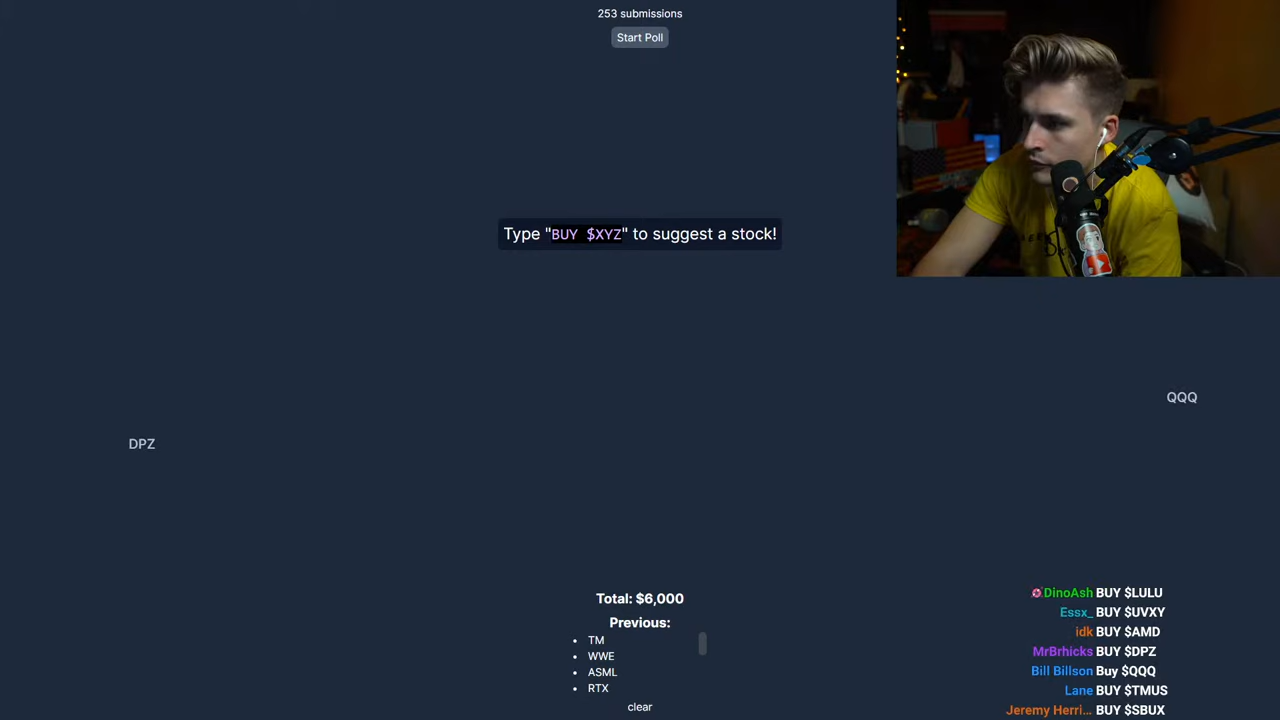 253 submissions
Start Poll
Type "BUY $XYZ" to suggest a stock!
QQQ
DPZ
Total: $6,000
Previous:
• TM
• WWE
• ASML
• RTX
clear
DinoAsh BUY $LULU
Essx_ BUY $UVXY
idk BUY $AMD
MrBrhicks BUY $DPZ
Bill Billson Buy $QQQ
Lane BUY $TMUS
Jeremy Herri... BUY $SBUX